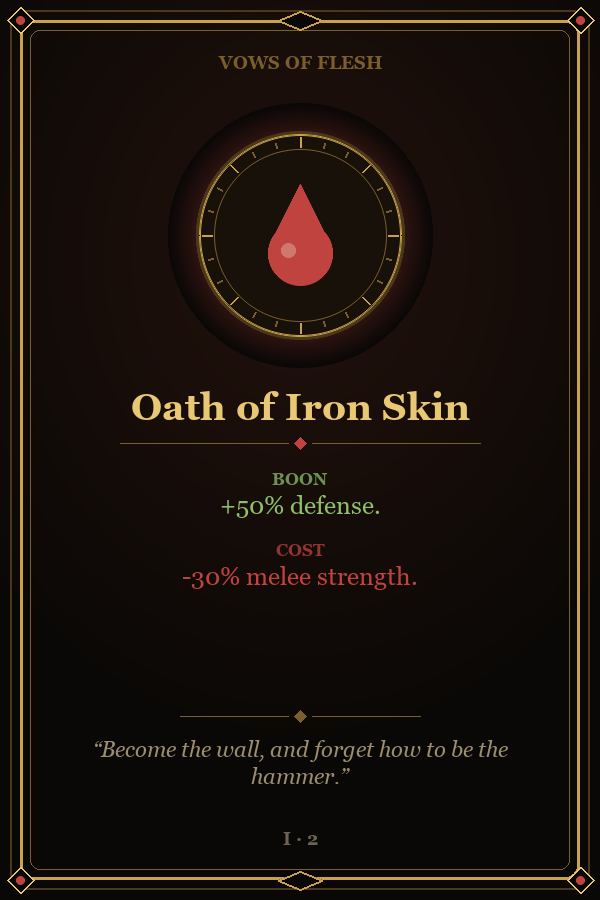 VOWS OF FLESH
Oath of Iron Skin
BOON
+50% defense.
COST
-30% melee strength.
“Become the wall, and forget how to be the
hammer.”
I · 2